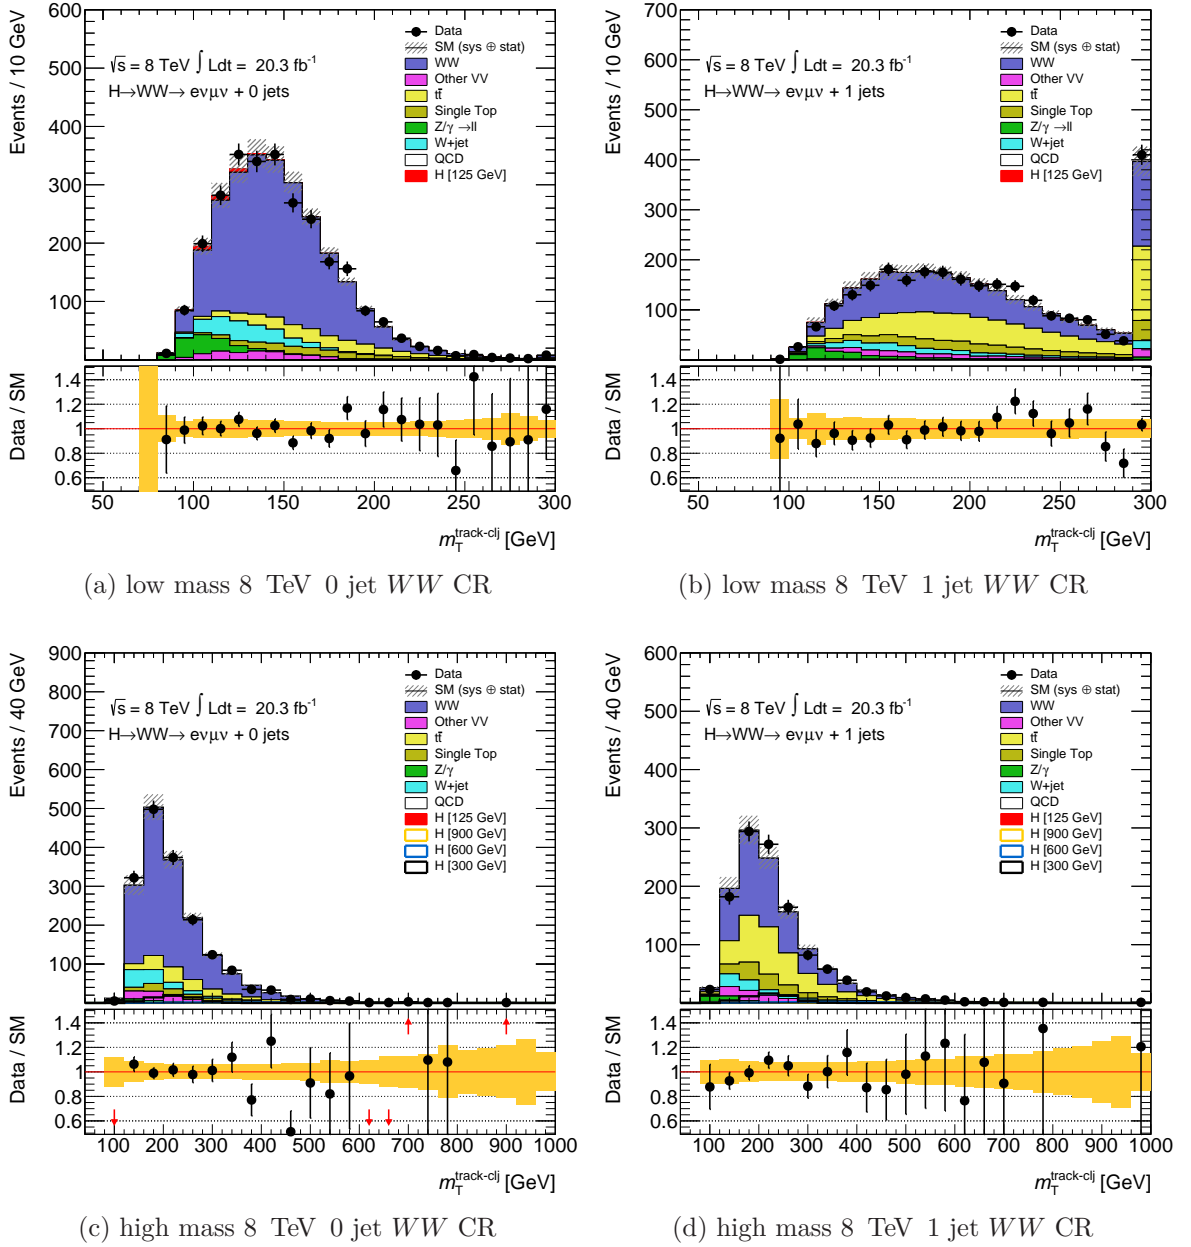 Events / 10 GeV
600
500
400
300
200
100
√s = 8 TeV ∫ Ldt = 20.3 fb⁻¹
H→WW→ eνμν + 0 jets
Data
SM (sys ⊕ stat)
WW
Other VV
tt̄
Single Top
Z/γ →ll
W+jet
QCD
H [125 GeV]
Data / SM
1.4
1.2
1
0.8
0.6
50 100 150 200 250 300
m_T^track-clj [GeV]
(a) low mass 8 TeV 0 jet WW CR
Events / 10 GeV
700
600
500
400
300
200
100
√s = 8 TeV ∫ Ldt = 20.3 fb⁻¹
H→WW→ eνμν + 1 jets
Data
SM (sys ⊕ stat)
WW
Other VV
tt̄
Single Top
Z/γ →ll
W+jet
QCD
H [125 GeV]
Data / SM
1.4
1.2
1
0.8
0.6
50 100 150 200 250 300
m_T^track-clj [GeV]
(b) low mass 8 TeV 1 jet WW CR
Events / 40 GeV
900
800
700
600
500
400
300
200
100
√s = 8 TeV ∫ Ldt = 20.3 fb⁻¹
H→WW→ eνμν + 0 jets
Data
SM (sys ⊕ stat)
WW
Other VV
tt̄
Single Top
Z/γ
W+jet
QCD
H [125 GeV]
H [900 GeV]
H [600 GeV]
H [300 GeV]
Data / SM
1.4
1.2
1
0.8
0.6
100 200 300 400 500 600 700 800 900 1000
m_T^track-clj [GeV]
(c) high mass 8 TeV 0 jet WW CR
Events / 40 GeV
600
500
400
300
200
100
√s = 8 TeV ∫ Ldt = 20.3 fb⁻¹
H→WW→ eνμν + 1 jets
Data
SM (sys ⊕ stat)
WW
Other VV
tt̄
Single Top
Z/γ
W+jet
QCD
H [125 GeV]
H [900 GeV]
H [600 GeV]
H [300 GeV]
Data / SM
1.4
1.2
1
0.8
0.6
100 200 300 400 500 600 700 800 900 1000
m_T^track-clj [GeV]
(d) high mass 8 TeV 1 jet WW CR